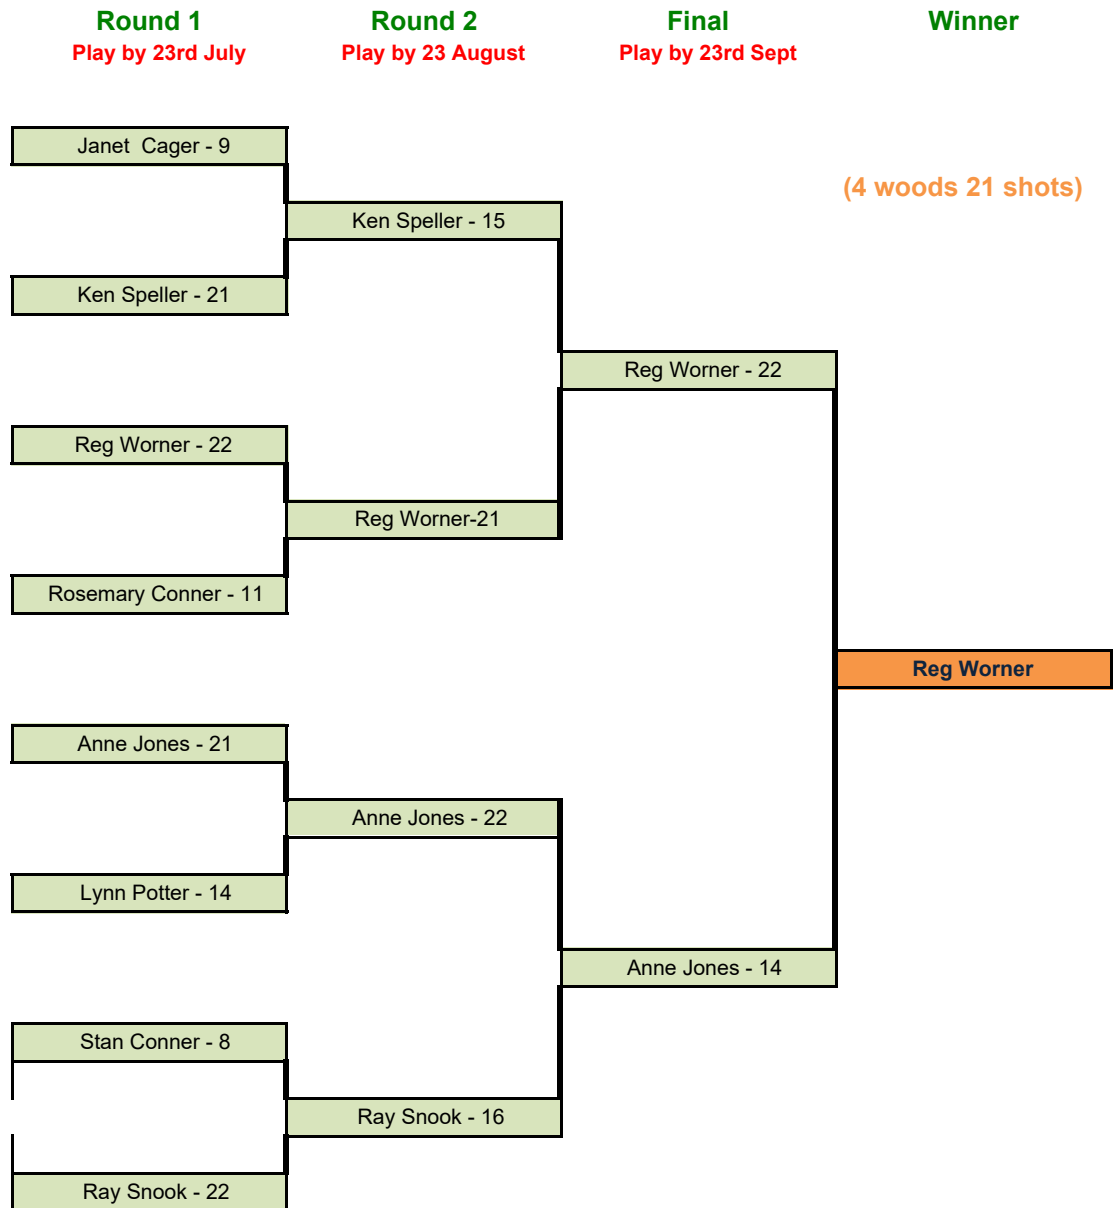 Round 1
Play by 23rd July
Round 2
Play by 23 August
Final
Play by 23rd Sept
Winner
(4 woods 21 shots)
Janet  Cager - 9
Ken Speller - 21
Reg Worner - 22
Rosemary Conner - 11
Anne Jones - 21
Lynn Potter - 14
Stan Conner - 8
Ray Snook - 22
Ken Speller - 15
Reg Worner-21
Anne Jones - 22
Ray Snook - 16
Reg Worner - 22
Anne Jones - 14
Reg Worner